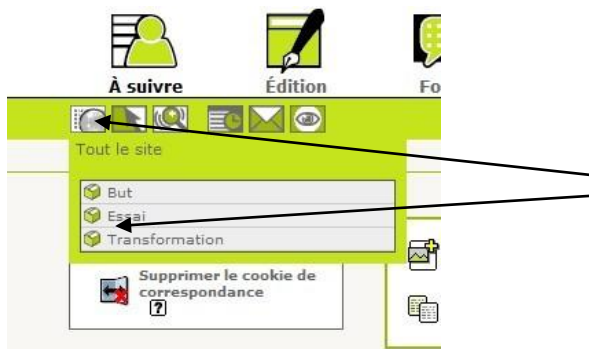 À suivre
Édition
Fo
Tout le site
But
Essai
Transformation
Supprimer le cookie de
correspondance
?